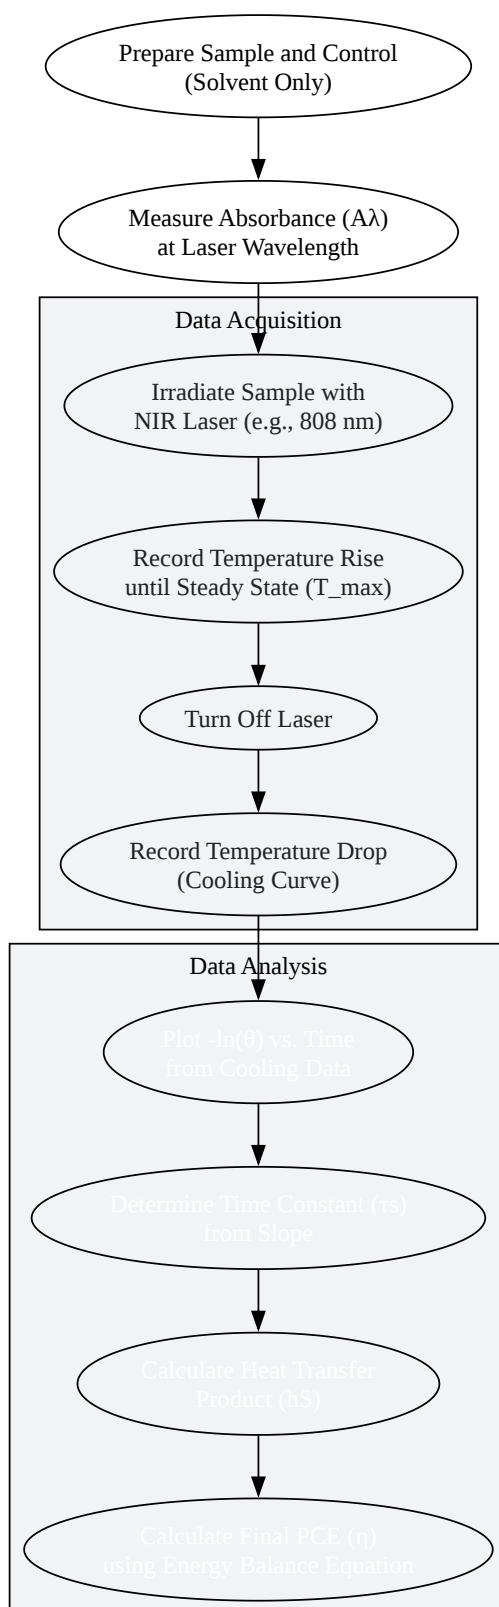 Prepare Sample and Control
(Solvent Only)
Measure Absorbance (Aλ)
at Laser Wavelength
Data Acquisition
Irradiate Sample with
NIR Laser (e.g., 808 nm)
Record Temperature Rise
until Steady State (T_max)
Turn Off Laser
Record Temperature Drop
(Cooling Curve)
Data Analysis
Plot -ln(θ) vs. Time
from Cooling Data
Determine Time Constant (τs)
from Slope
Calculate Heat Transfer
Product (hS)
Calculate Final PCE (η)
using Energy Balance Equation